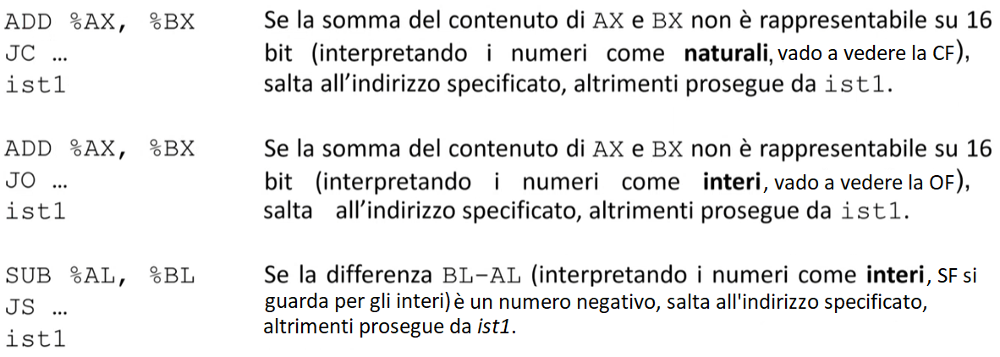 ADD %AX, %BX
JC …
ist1
Se la somma del contenuto di AX e BX non è rappresentabile su 16
bit (interpretando i numeri come naturali, vado a vedere la CF),
salta all’indirizzo specificato, altrimenti prosegue da ist1.
ADD %AX, %BX
JO …
ist1
Se la somma del contenuto di AX e BX non è rappresentabile su 16
bit (interpretando i numeri come interi, vado a vedere la OF),
salta all’indirizzo specificato, altrimenti prosegue da ist1.
SUB %AL, %BL
JS …
ist1
Se la differenza BL-AL (interpretando i numeri come interi, SF si
guarda per gli interi) è un numero negativo, salta all'indirizzo specificato,
altrimenti prosegue da ist1.